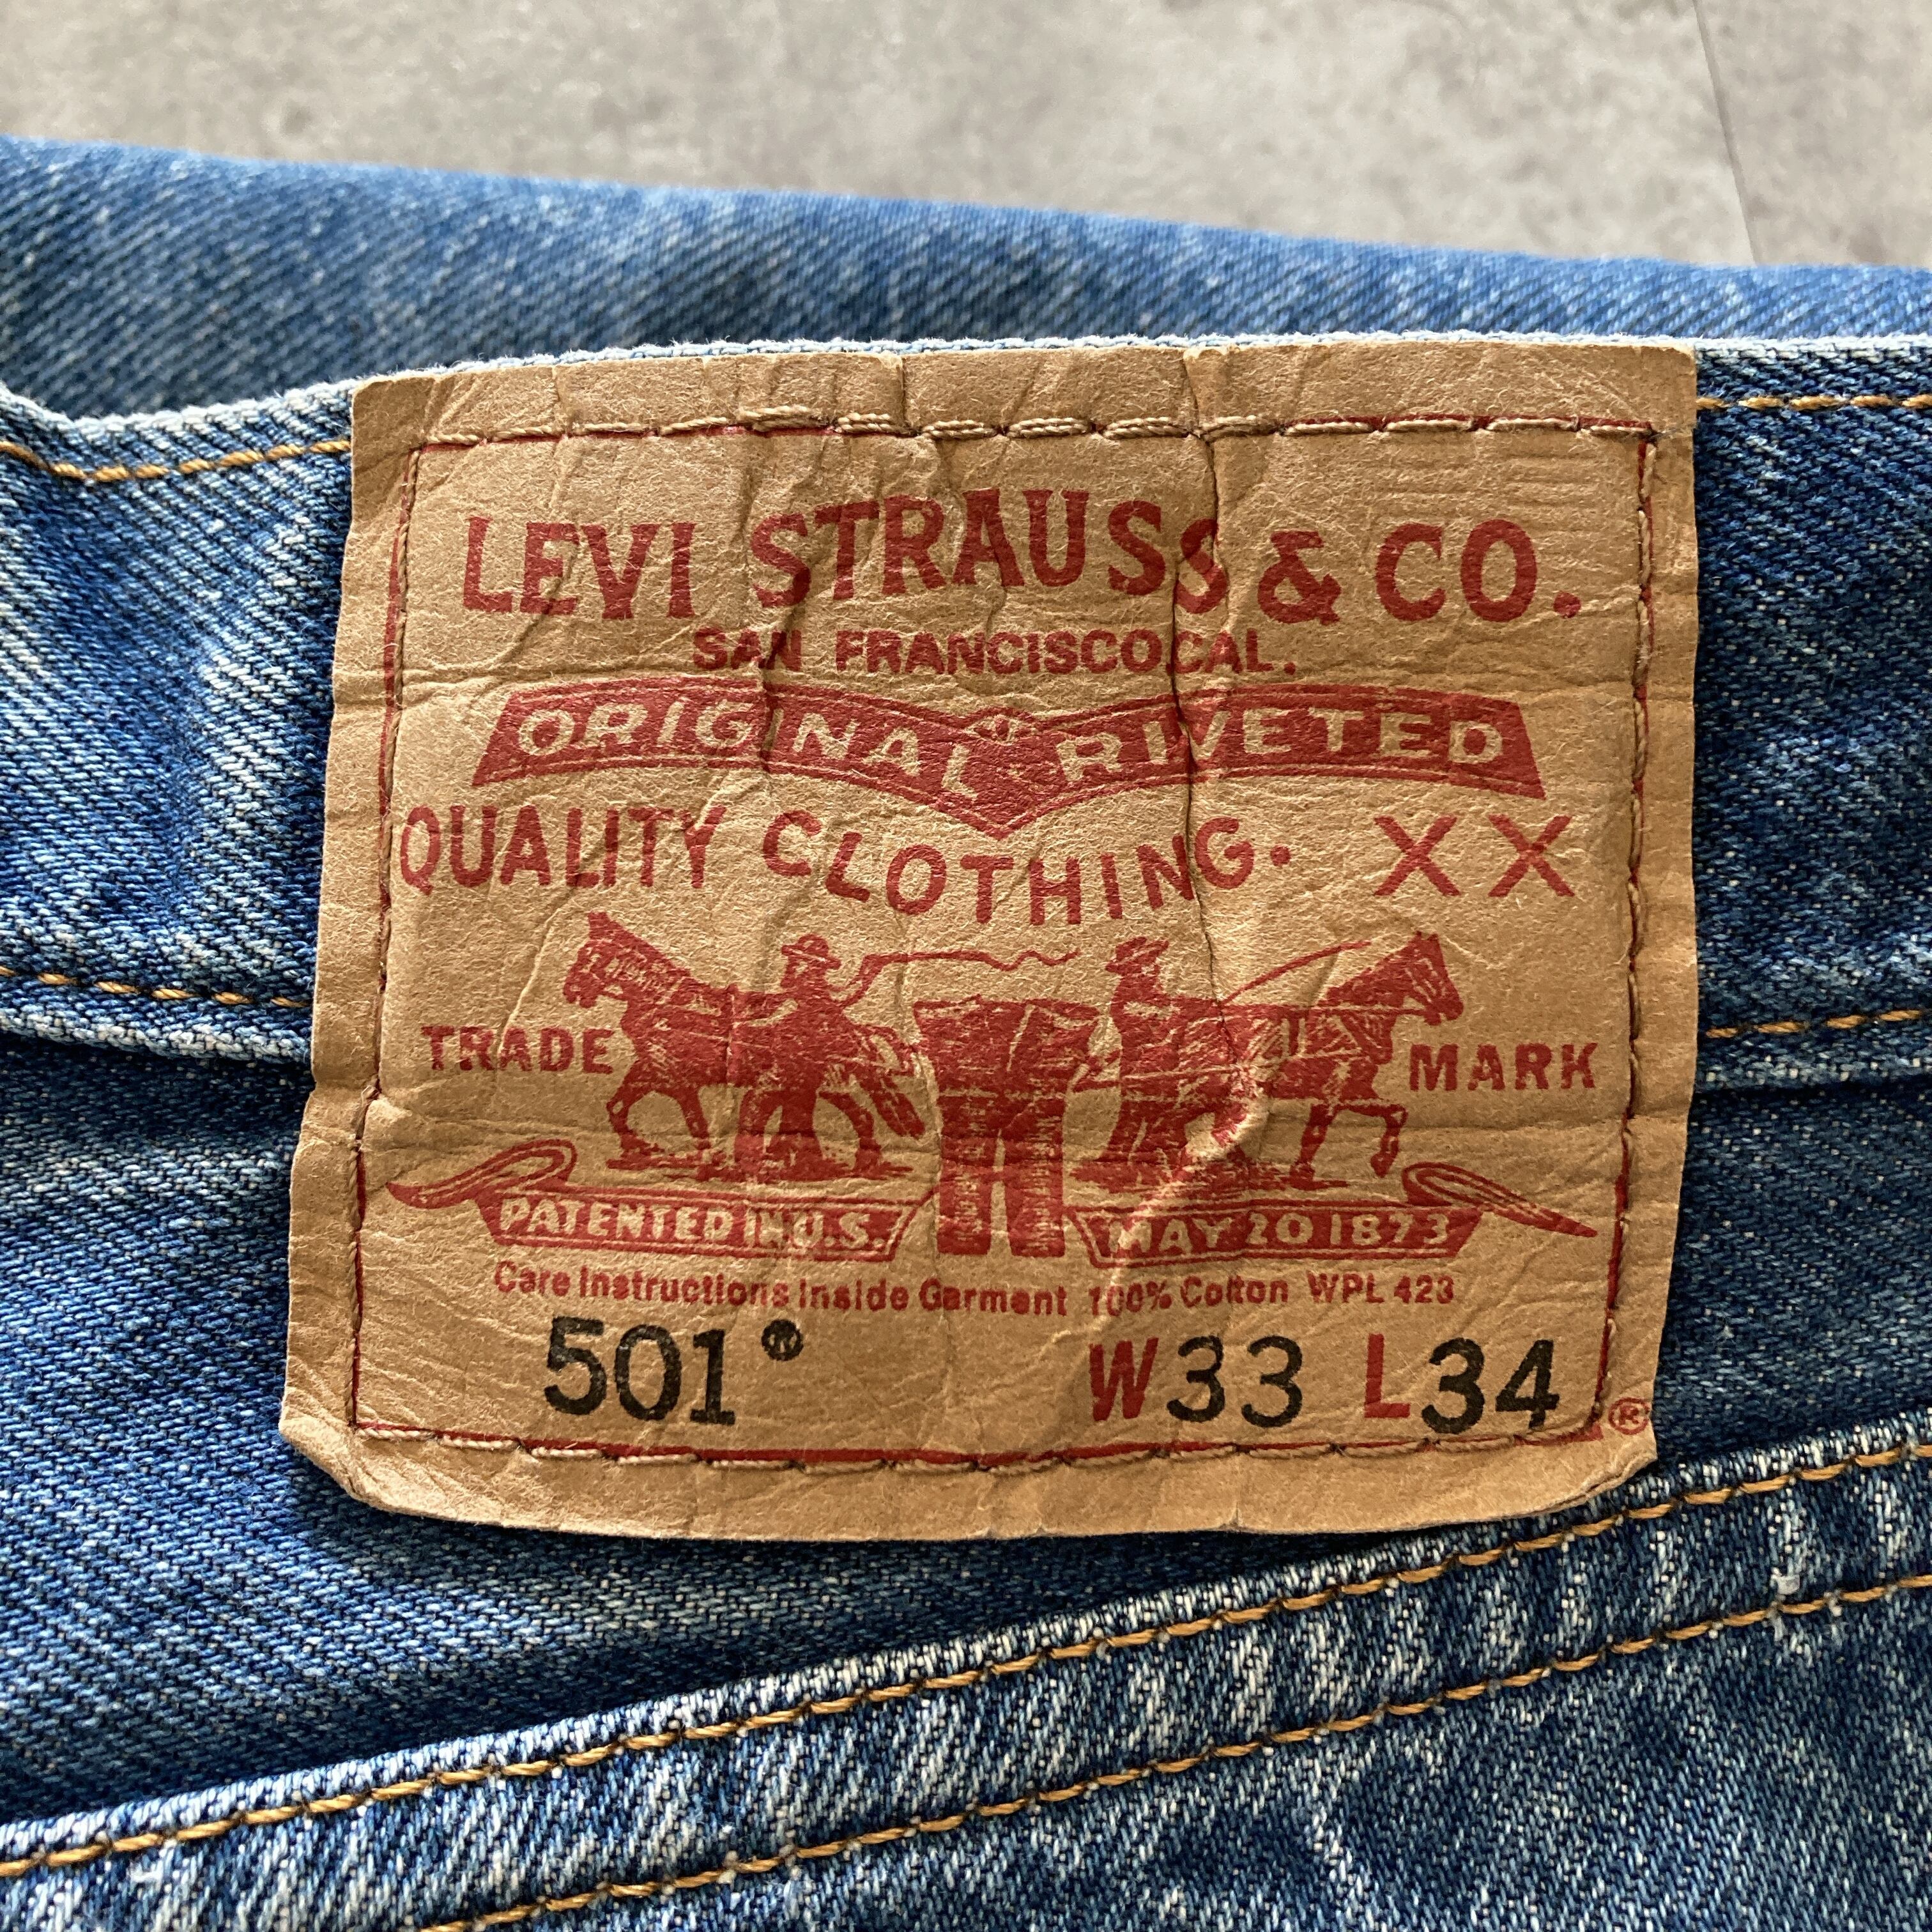 LEVI STRAUSS & CO.
SAN FRANCISCO, CAL.
ORIGINAL RIVETED
QUALITY CLOTHING. XX
TRADE MARK
PATENTED IN U.S. MAY 20 1873
Care Instructions Inside Garment 100% Cotton WPL 423
501® W33 L34
®